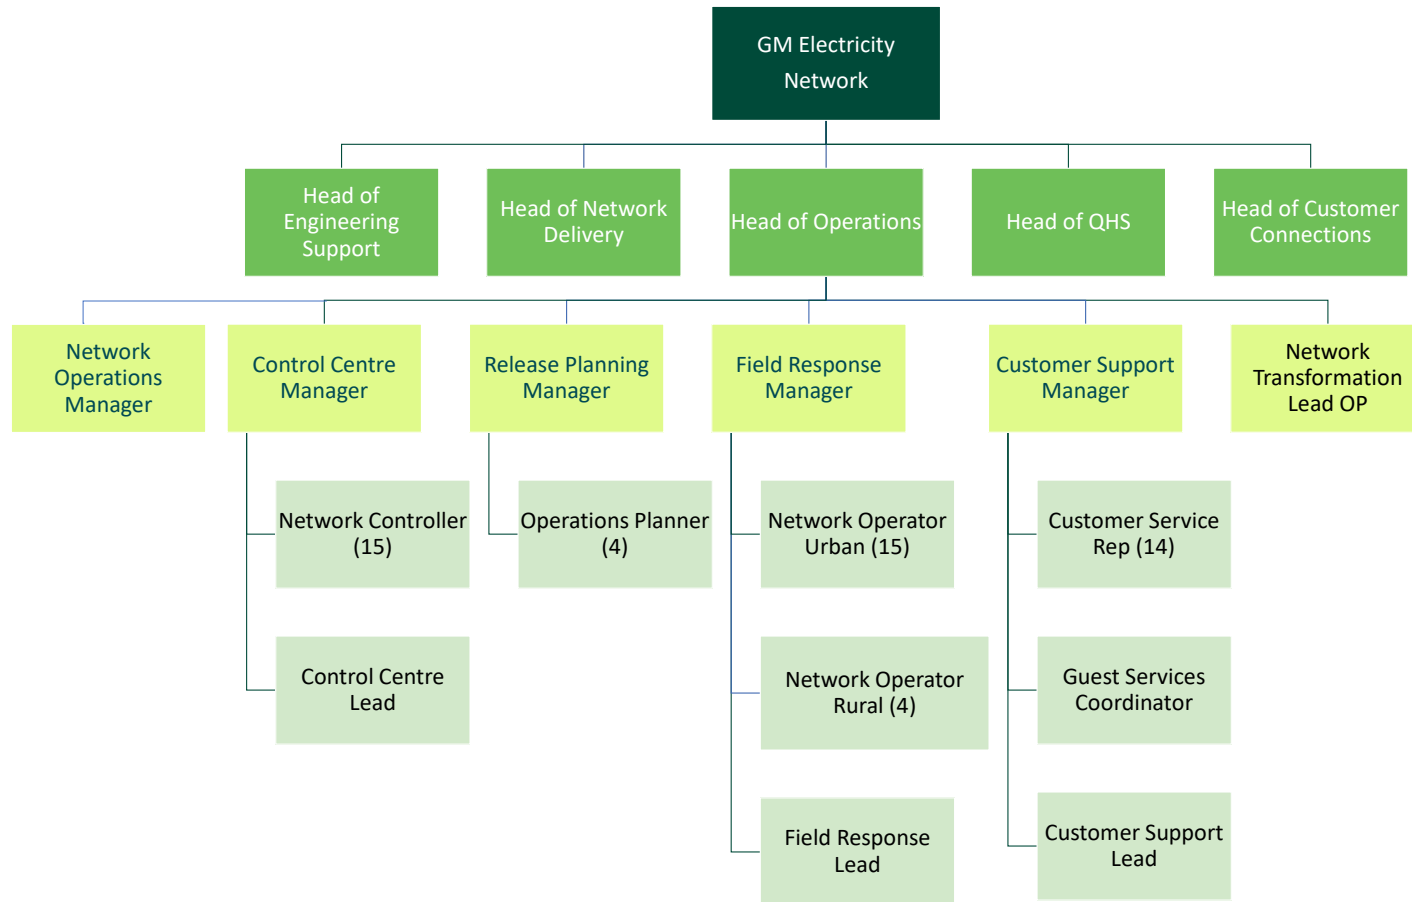 GM Electricity
Network
Head of
Engineering
Support
Head of Network
Delivery
Head of Operations
Head of QHS
Head of Customer
Connections
Network
Operations
Manager
Control Centre
Manager
Release Planning
Manager
Field Response
Manager
Customer Support
Manager
Network
Transformation
Lead OP
Network Controller
(15)
Operations Planner
(4)
Network Operator
Urban (15)
Customer Service
Rep (14)
Control Centre
Lead
Network Operator
Rural (4)
Guest Services
Coordinator
Field Response
Lead
Customer Support
Lead